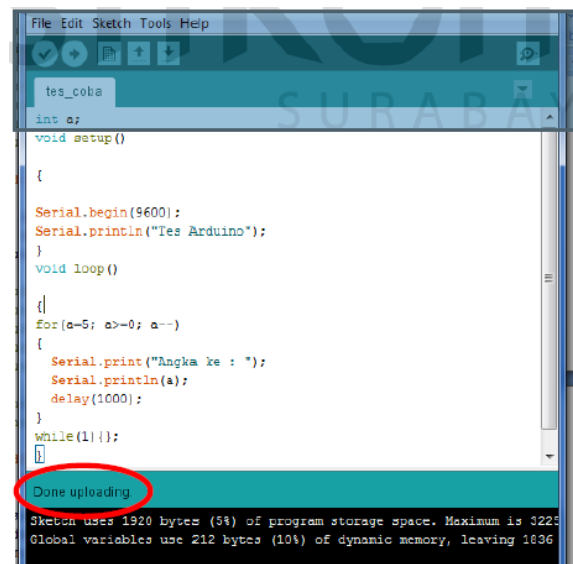 File Edit Sketch Tools Help
tes_coba
SURABAY
int a;
void setup()
{
Serial.begin(9600);
Serial.println("Tes Arduino");
}
void loop()
{
for(a=5; a>=0; a--)
{
Serial.print("Angka ke : ");
Serial.println(a);
delay(1000);
}
while(1){};
}
Done uploading.
Sketch uses 1920 bytes (5%) of program storage space. Maximum is 3225
Global variables use 212 bytes (10%) of dynamic memory, leaving 1836